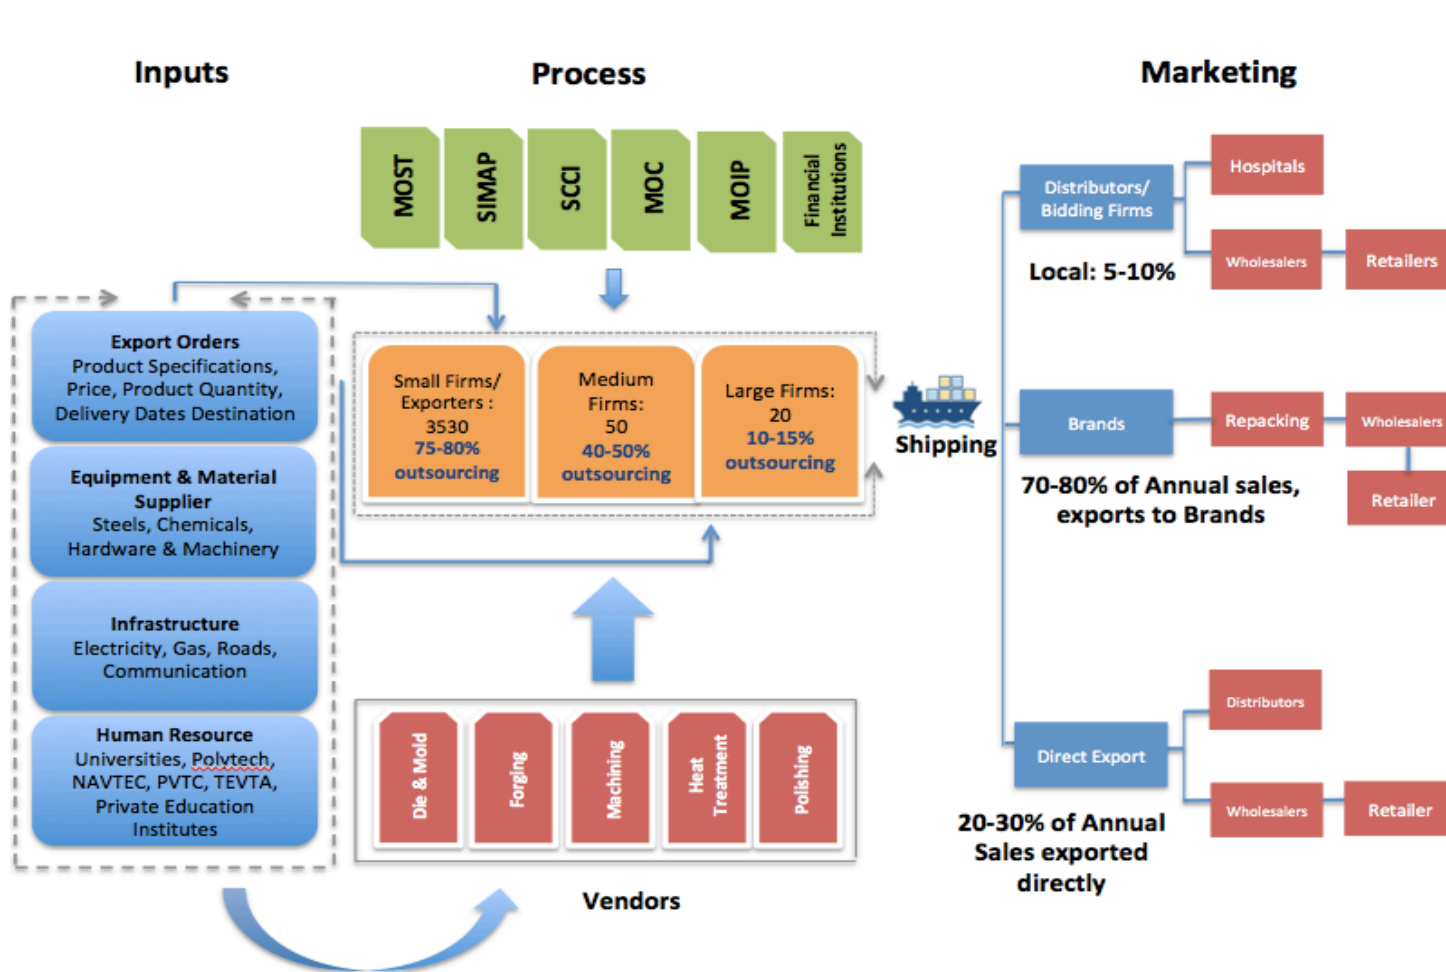 Inputs
Process
Marketing
MOST
SIMAP
SCCI
MOC
MOIP
Financial
Institutions
Export Orders
Product Specifications,
Price, Product Quantity,
Delivery Dates Destination
Equipment & Material
Supplier
Steels, Chemicals,
Hardware & Machinery
Infrastructure
Electricity, Gas, Roads,
Communication
Human Resource
Universities, Polytech,
NAVTEC, PVTC, TEVTA,
Private Education
Institutes
Small Firms/
Exporters :
3530
75-80%
outsourcing
Medium
Firms:
50
40-50%
outsourcing
Large Firms:
20
10-15%
outsourcing
Die & Mold
Forging
Machining
Heat
Treatment
Polishing
Vendors
Shipping
Distributors/
Bidding Firms
Hospitals
Wholesalers
Retailers
Local: 5-10%
Brands
Repacking
Wholesalers
Retailer
70-80% of Annual sales,
exports to Brands
Direct Export
Distributors
Wholesalers
Retailer
20-30% of Annual
Sales exported
directly